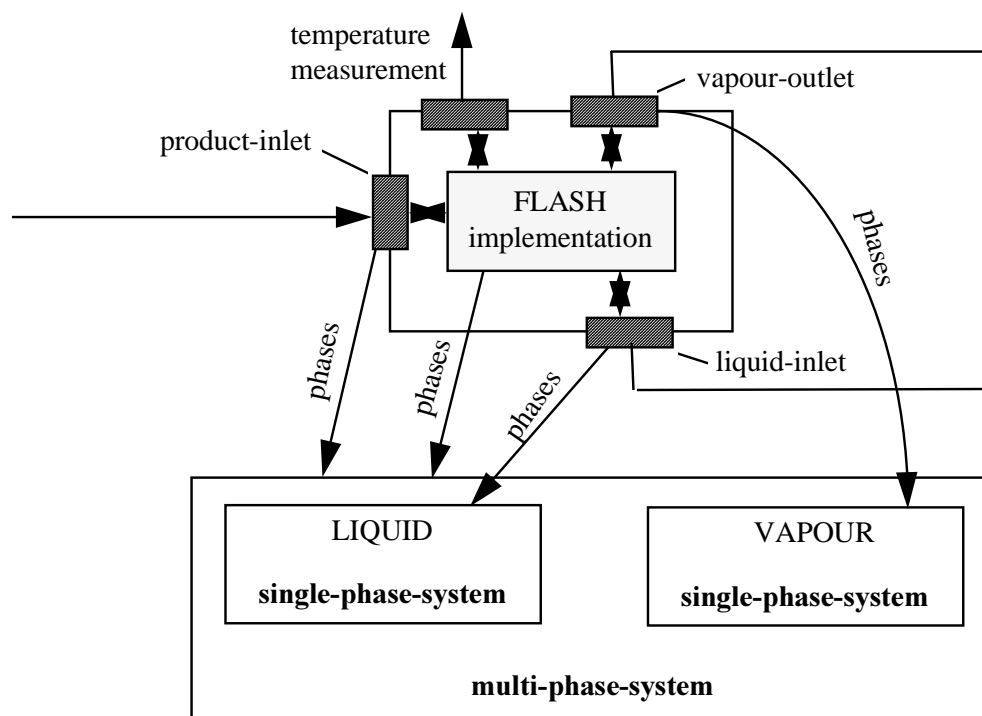 temperature
measurement
vapour-outlet
product-inlet
FLASH
implementation
phases
liquid-inlet
phases
phases
phases
LIQUID
single-phase-system
VAPOUR
single-phase-system
multi-phase-system